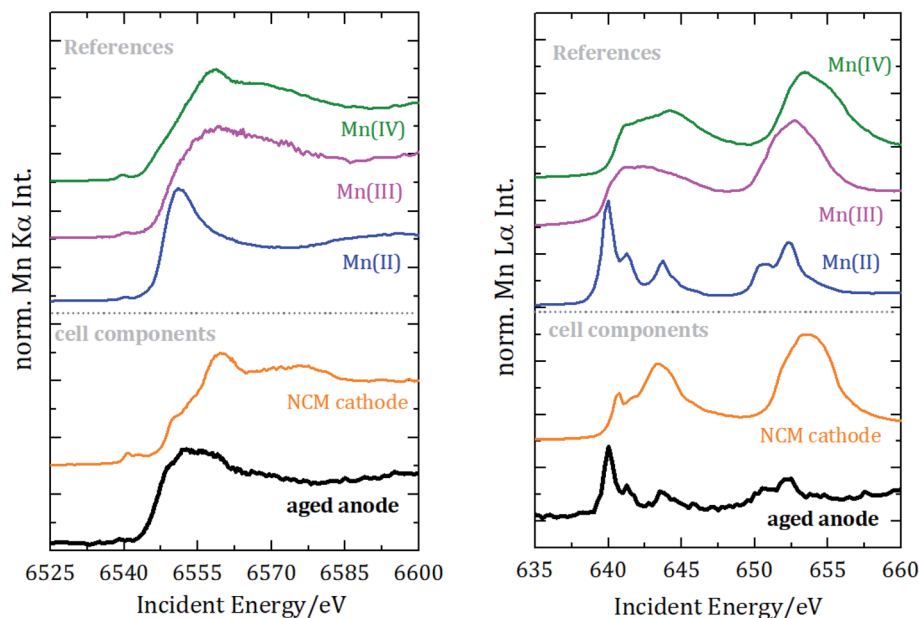 norm. Mn Kα Int.
References
Mn(IV)
Mn(III)
Mn(II)
cell components
NCM cathode
aged anode
6525 6540 6555 6570 6585 6600
Incident Energy/eV
norm. Mn Lα Int.
References
Mn(IV)
Mn(III)
Mn(II)
cell components
NCM cathode
aged anode
635 640 645 650 655 660
Incident Energy/eV